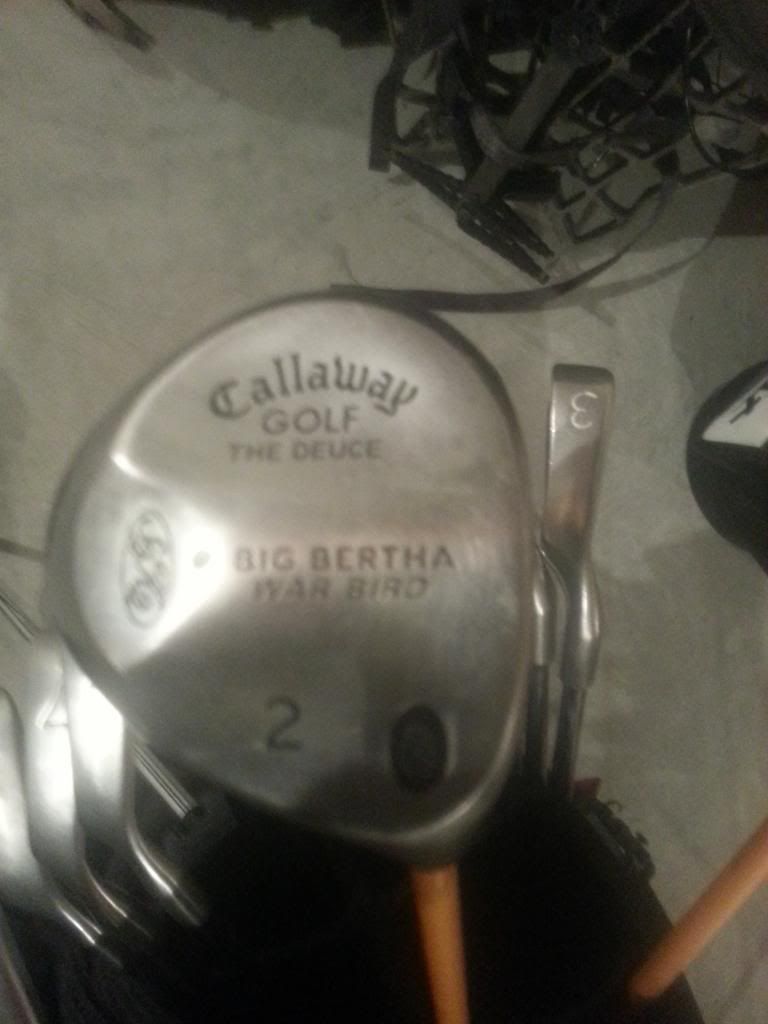 Callaway
GOLF
THE DEUCE
BIG BERTHA
WAR BIRD
2
3